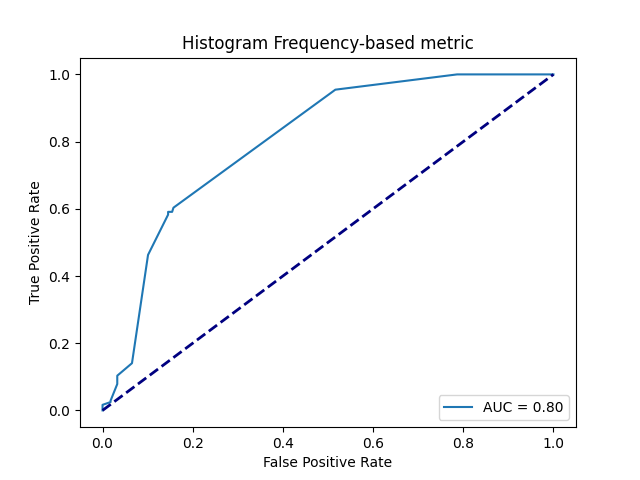 Histogram Frequency-based metric
1.0
0.8
0.6
0.4
0.2
0.0
True Positive Rate
0.0 0.2 0.4 0.6 0.8 1.0
False Positive Rate
AUC = 0.80